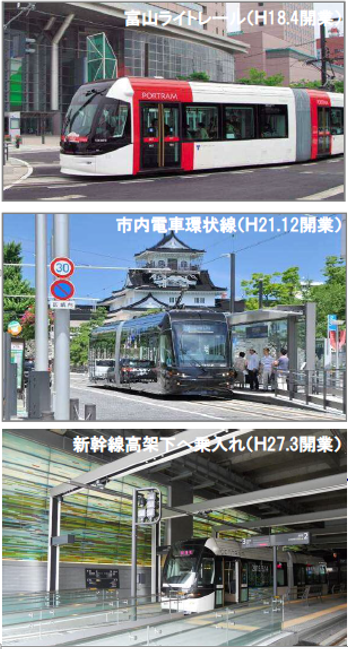 富山ライトレール(H18.4開業)
PORTRAM
PORTRAM
市内電車環状線(H21.12開業)
30
新幹線高架下へ乗入れ(H27.3開業)
2